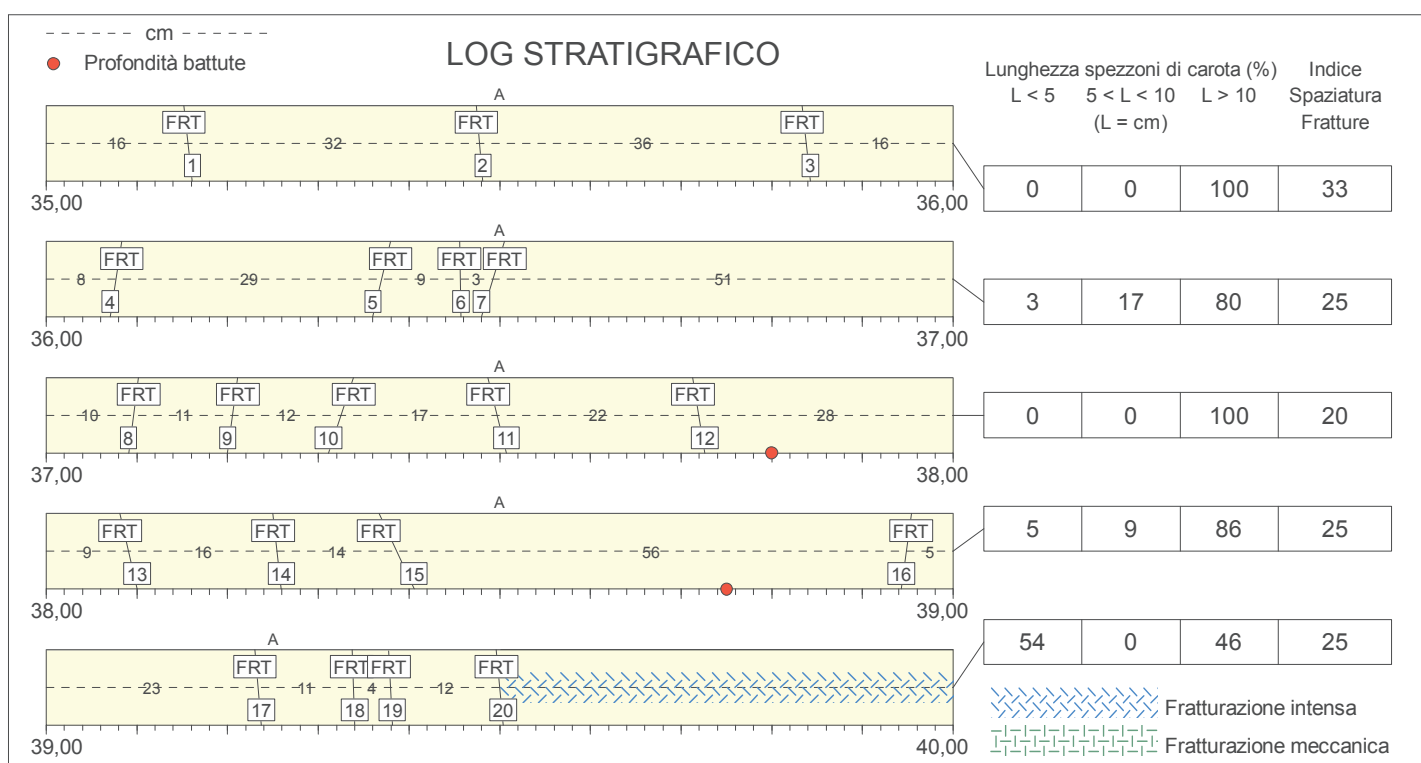 cm
Profondità battute
LOG STRATIGRAFICO
Lunghezza spezzoni di carota (%)
Indice Spaziatura Fratture
L < 5 5 < L < 10 L > 10
(L = cm)
A
FRT FRT FRT
16 32 36 16
1 2 3
35,00 36,00
0 0 100 33
A
FRT FRT FRT FRT
8 29 9 3 51
4 5 6 7
36,00 37,00
3 17 80 25
A
FRT FRT FRT FRT FRT
10 11 12 17 22 28
8 9 10 11 12
37,00 38,00
0 0 100 20
A
FRT FRT FRT FRT
9 16 14 56 5
13 14 15 16
38,00 39,00
5 9 86 25
A
FRT FRT FRT FRT
23 11 4 12
17 18 19 20
39,00 40,00
54 0 46 25
Fratturazione intensa
Fratturazione meccanica